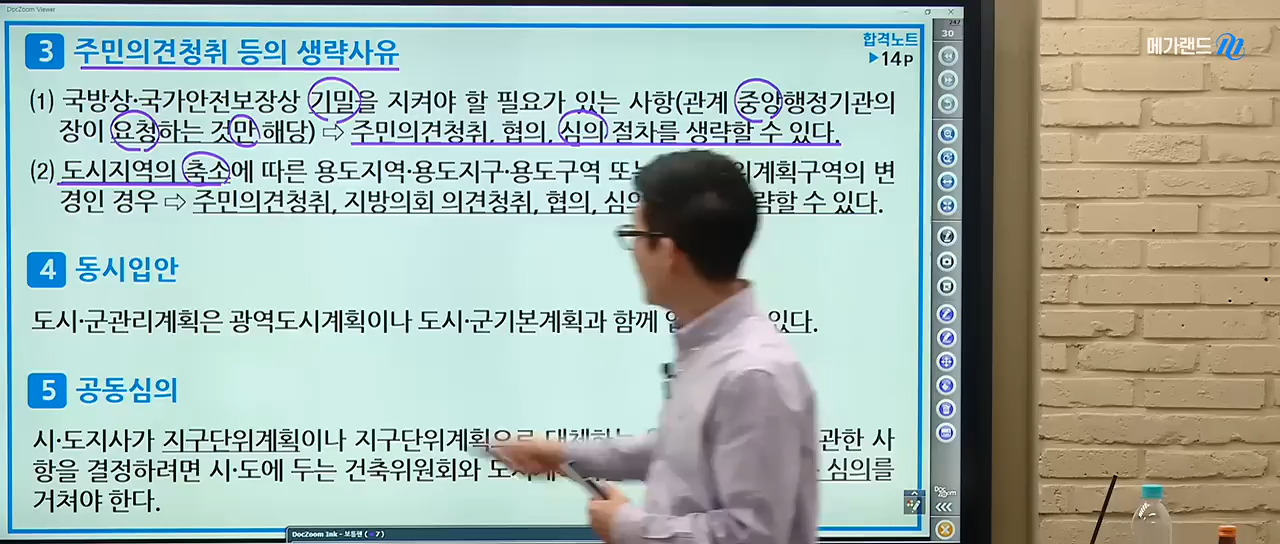 DocZoom Viewer
메가랜드
247
30
3 주민의견청취 등의 생략사유
합격노트
▶14P
(1) 국방상·국가안전보장상 기밀을 지켜야 할 필요가 있는 사항(관계 중앙행정기관의
장이 요청하는 것만 해당) ⇨ 주민의견청취, 협의, 심의 절차를 생략할 수 있다.
(2) 도시지역의 축소에 따른 용도지역·용도지구·용도구역 또는 계획구역의 변
경인 경우 ⇨ 주민의견청취, 지방의회 의견청취, 협의, 심의 할 수 있다.
4 동시입안
도시·군관리계획은 광역도시계획이나 도시·군기본계획과 함께 있다.
5 공동심의
시·도지사가 지구단위계획이나 지구단위계획으로 대체하는 관한 사
항을 결정하려면 시·도에 두는 건축위원회와 심의를
거쳐야 한다.
DocZoom
DocZoom Ink - 보통펜 ( 7 )